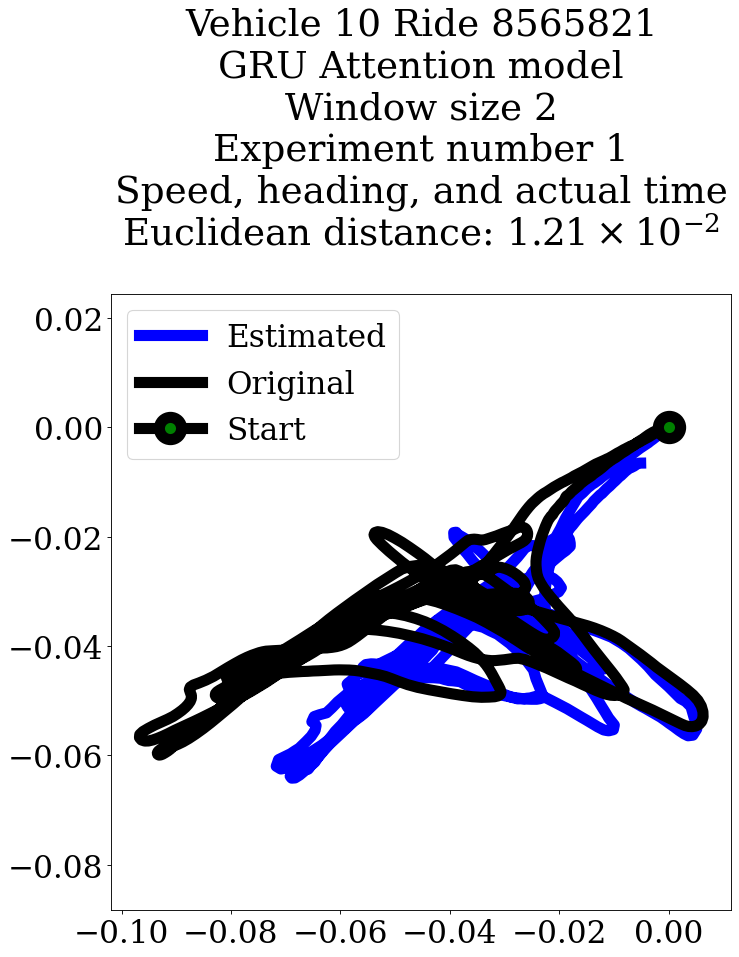 Vehicle 10 Ride 8565821
GRU Attention model
Window size 2
Experiment number 1
Speed, heading, and actual time
Euclidean distance: 1.21 × 10⁻²
Estimated
Original
Start
0.02
0.00
−0.02
−0.04
−0.06
−0.08
−0.10 −0.08 −0.06 −0.04 −0.02 0.00